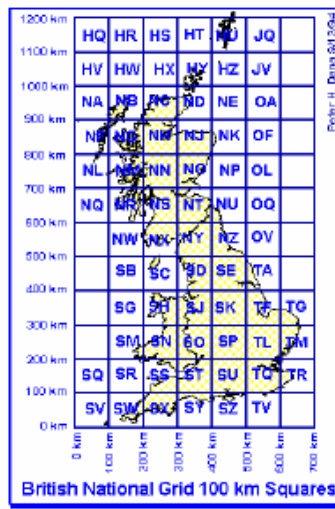 1200 km HQ HR HS HT HU JQ
1100 km HV HW HX HY HZ JV
1000 km NA NB NC ND NE OA
900 km NF NG NH NJ NK OF
800 km NL NM NN NO NP OL
700 km NQ NR NS NT NU OQ
600 km NW NX NY NZ OV
500 km SB SC SD SE TA
400 km SG SH SJ SK TF TG
300 km SM SN SO SP TL TM
200 km SQ SR SS ST SU TQ TR
100 km SV SW SX SY SZ TV
0 km
0 km 100 km 200 km 300 km 400 km 500 km 600 km 700 km
British National Grid 100 km Squares
Peter H. Dana